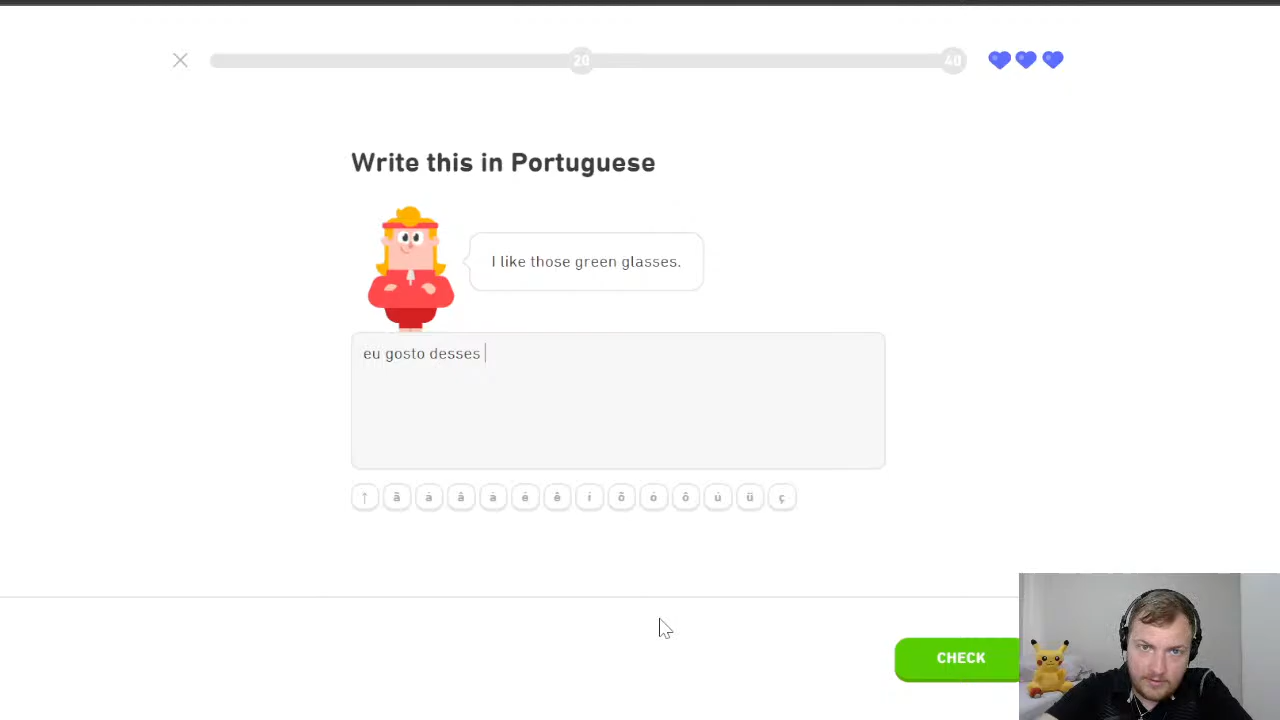 20
40
Write this in Portuguese
I like those green glasses.
eu gosto desses
↑ ã á â à é ê í õ ó ô ú ü ç
CHECK